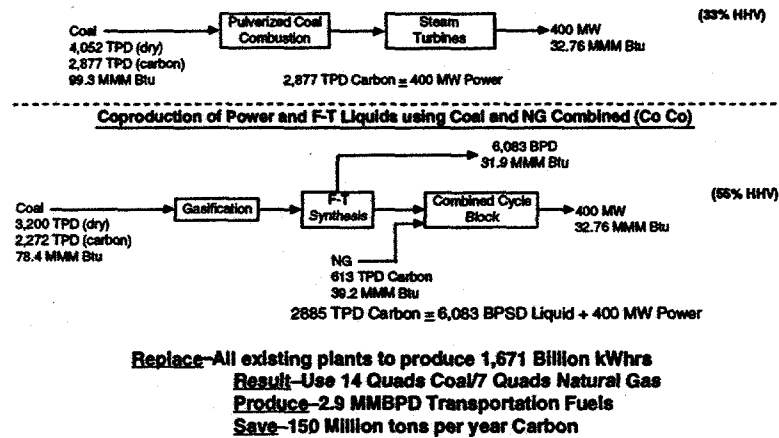 (33% HHV)
Coal
4,052 TPD (dry)
2,877 TPD (carbon)
99.3 MMM Btu
Pulverized Coal
Combustion
Steam
Turbines
400 MW
32.76 MMM Btu
2,877 TPD Carbon = 400 MW Power
Coproduction of Power and F-T Liquids using Coal and NG Combined (Co Co)
6,083 BPD
31.9 MMM Btu
(55% HHV)
Coal
3,200 TPD (dry)
2,272 TPD (carbon)
78.4 MMM Btu
Gasification
F-T
Synthesis
Combined Cycle
Block
400 MW
32.76 MMM Btu
NG
613 TPD Carbon
39.2 MMM Btu
2885 TPD Carbon = 6,083 BPSD Liquid + 400 MW Power
Replace–All existing plants to produce 1,671 Billion kWhrs
Result–Use 14 Quads Coal/7 Quads Natural Gas
Produce–2.9 MMBPD Transportation Fuels
Save–150 Million tons per year Carbon